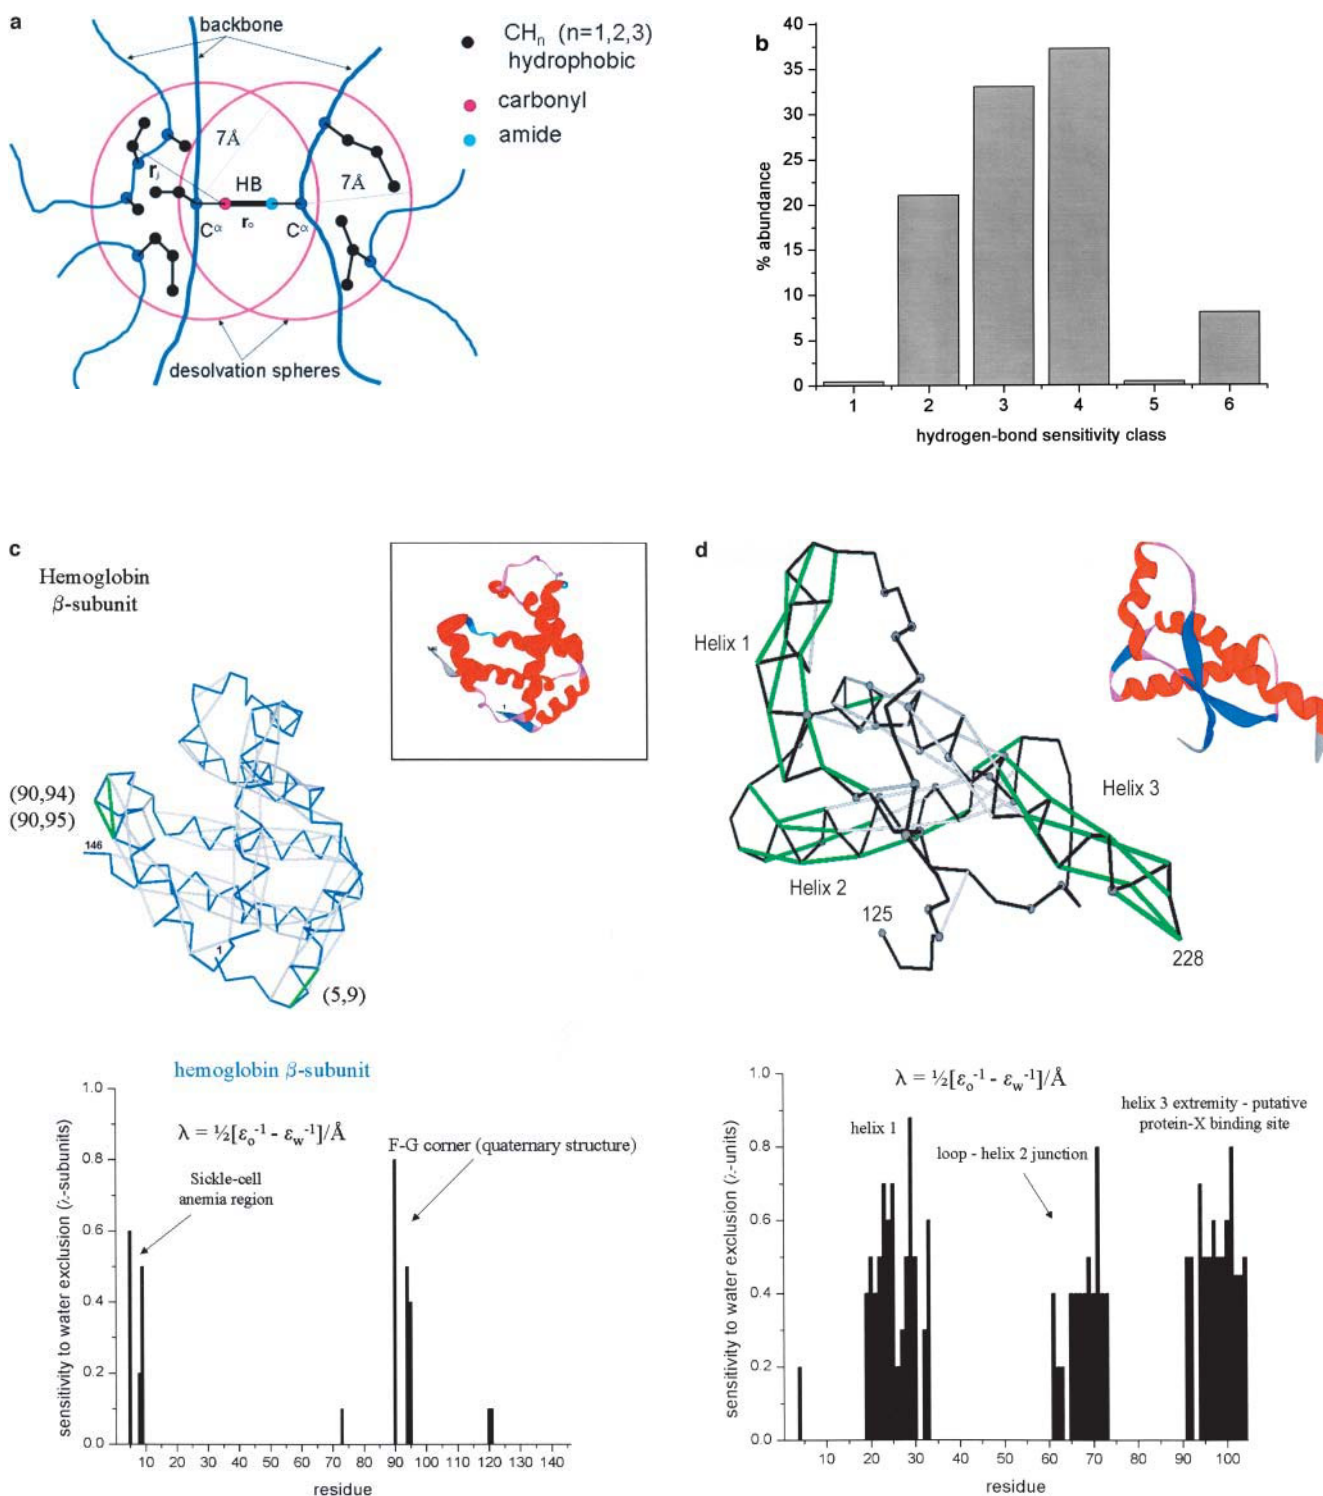 a
backbone
CHn (n=1,2,3)
hydrophobic
carbonyl
amide
7Å
rj
HB
7Å
Cα
ro
Cα
desolvation spheres
b
40
35
30
25
20
15
10
5
0
% abundance
1 2 3 4 5 6
hydrogen-bond sensitivity class
c
Hemoglobin
β-subunit
1
(90,94)
(90,95)
146
1
(5,9)
hemoglobin β-subunit
λ = ½[εo⁻¹ - εw⁻¹]/Å
F-G corner (quaternary structure)
Sickle-cell
anemia region
1.0
0.8
0.6
0.4
0.2
0.0
sensitivity to water exclusion (λ-subunits)
10 20 30 40 50 60 70 80 90 100 110 120 130 140
residue
d
Helix 1
Helix 3
Helix 2
125
228
λ = ½[εo⁻¹ - εw⁻¹]/Å
helix 1
helix 3 extremity - putative
protein-X binding site
loop - helix 2 junction
1.0
0.8
0.6
0.4
0.2
0.0
sensitivity to water exclusion (λ-units)
10 20 30 40 50 60 70 80 90 100
residue